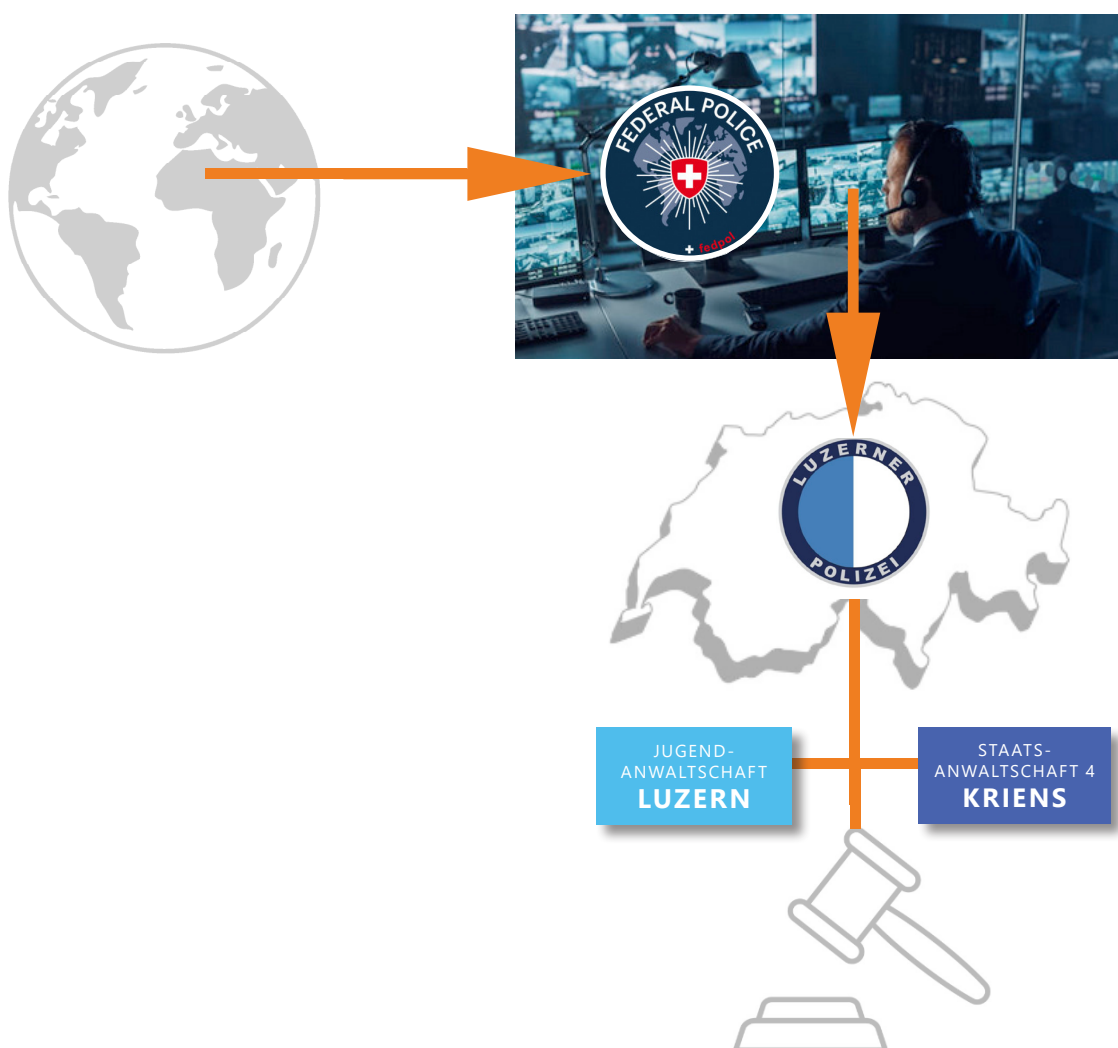 FEDERAL POLICE
fedpol
LUZERNER
POLIZEI
JUGEND-
ANWALTSCHAFT
LUZERN
STAATS-
ANWALTSCHAFT 4
KRIENS